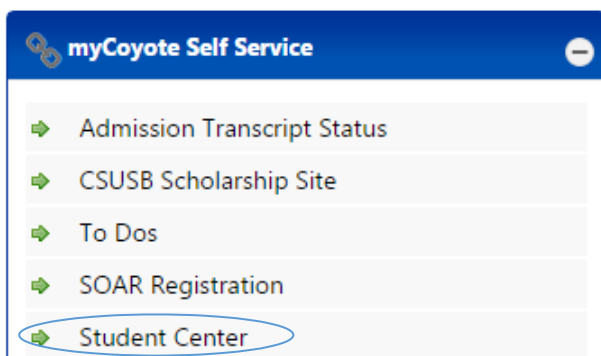 myCoyote Self Service
Admission Transcript Status
CSUSB Scholarship Site
To Dos
SOAR Registration
Student Center